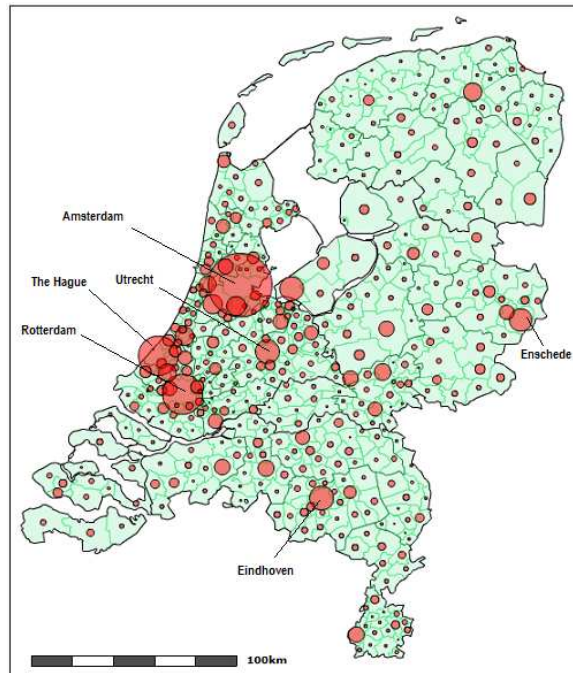 Amsterdam
The Hague
Utrecht
Rotterdam
Enschede
Eindhoven
100km